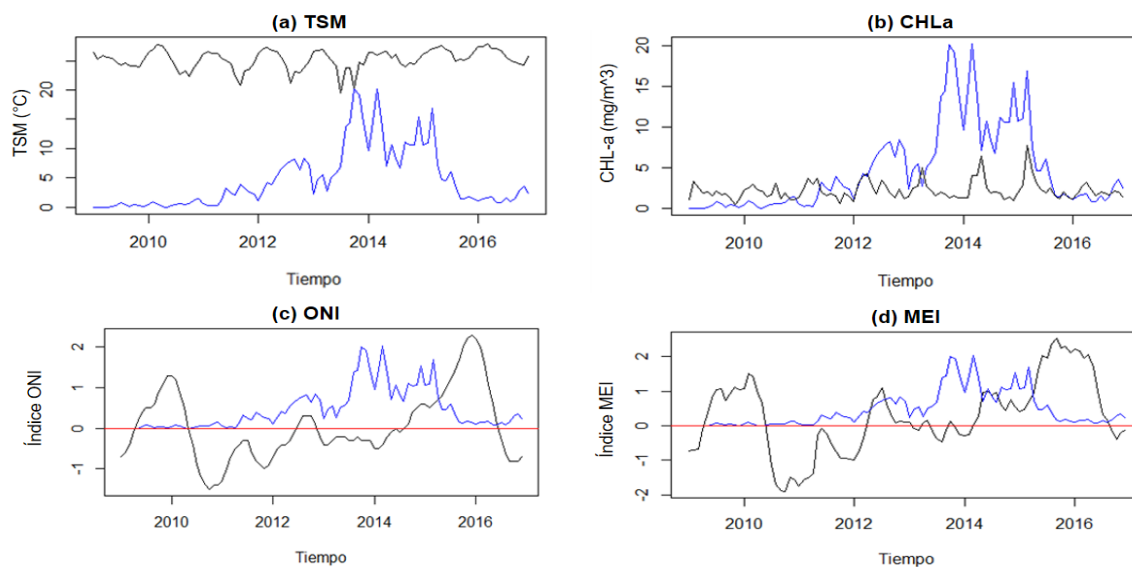 (a) TSM
TSM (°C)
0
5
10
20
2010
2012
2014
2016
Tiempo
(b) CHLa
CHL-a (mg/m^3)
0
5
10
15
20
2010
2012
2014
2016
Tiempo
(c) ONI
Índice ONI
-1
0
1
2
2010
2012
2014
2016
Tiempo
(d) MEI
Índice MEI
-2
-1
0
1
2
2010
2012
2014
2016
Tiempo